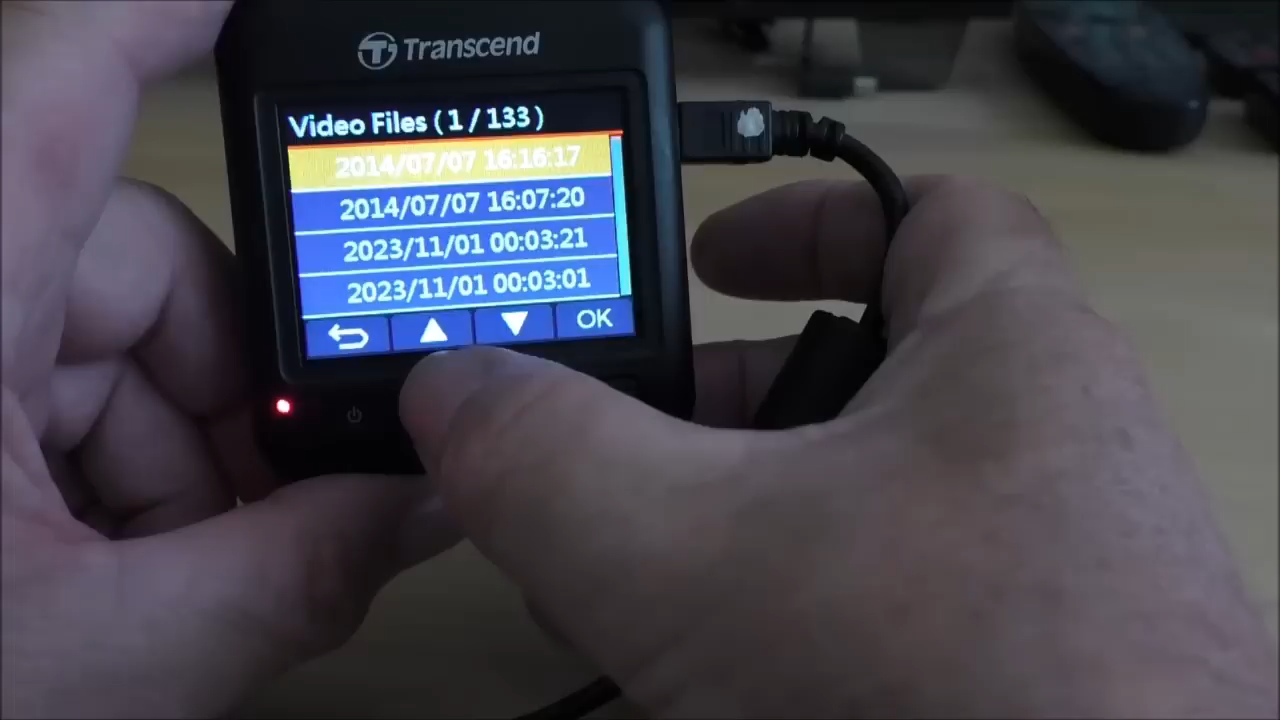 Transcend
Video Files ( 1 / 133 )
2014/07/07 16:16:17
2014/07/07 16:07:20
2023/11/01 00:03:21
2023/11/01 00:03:01
OK